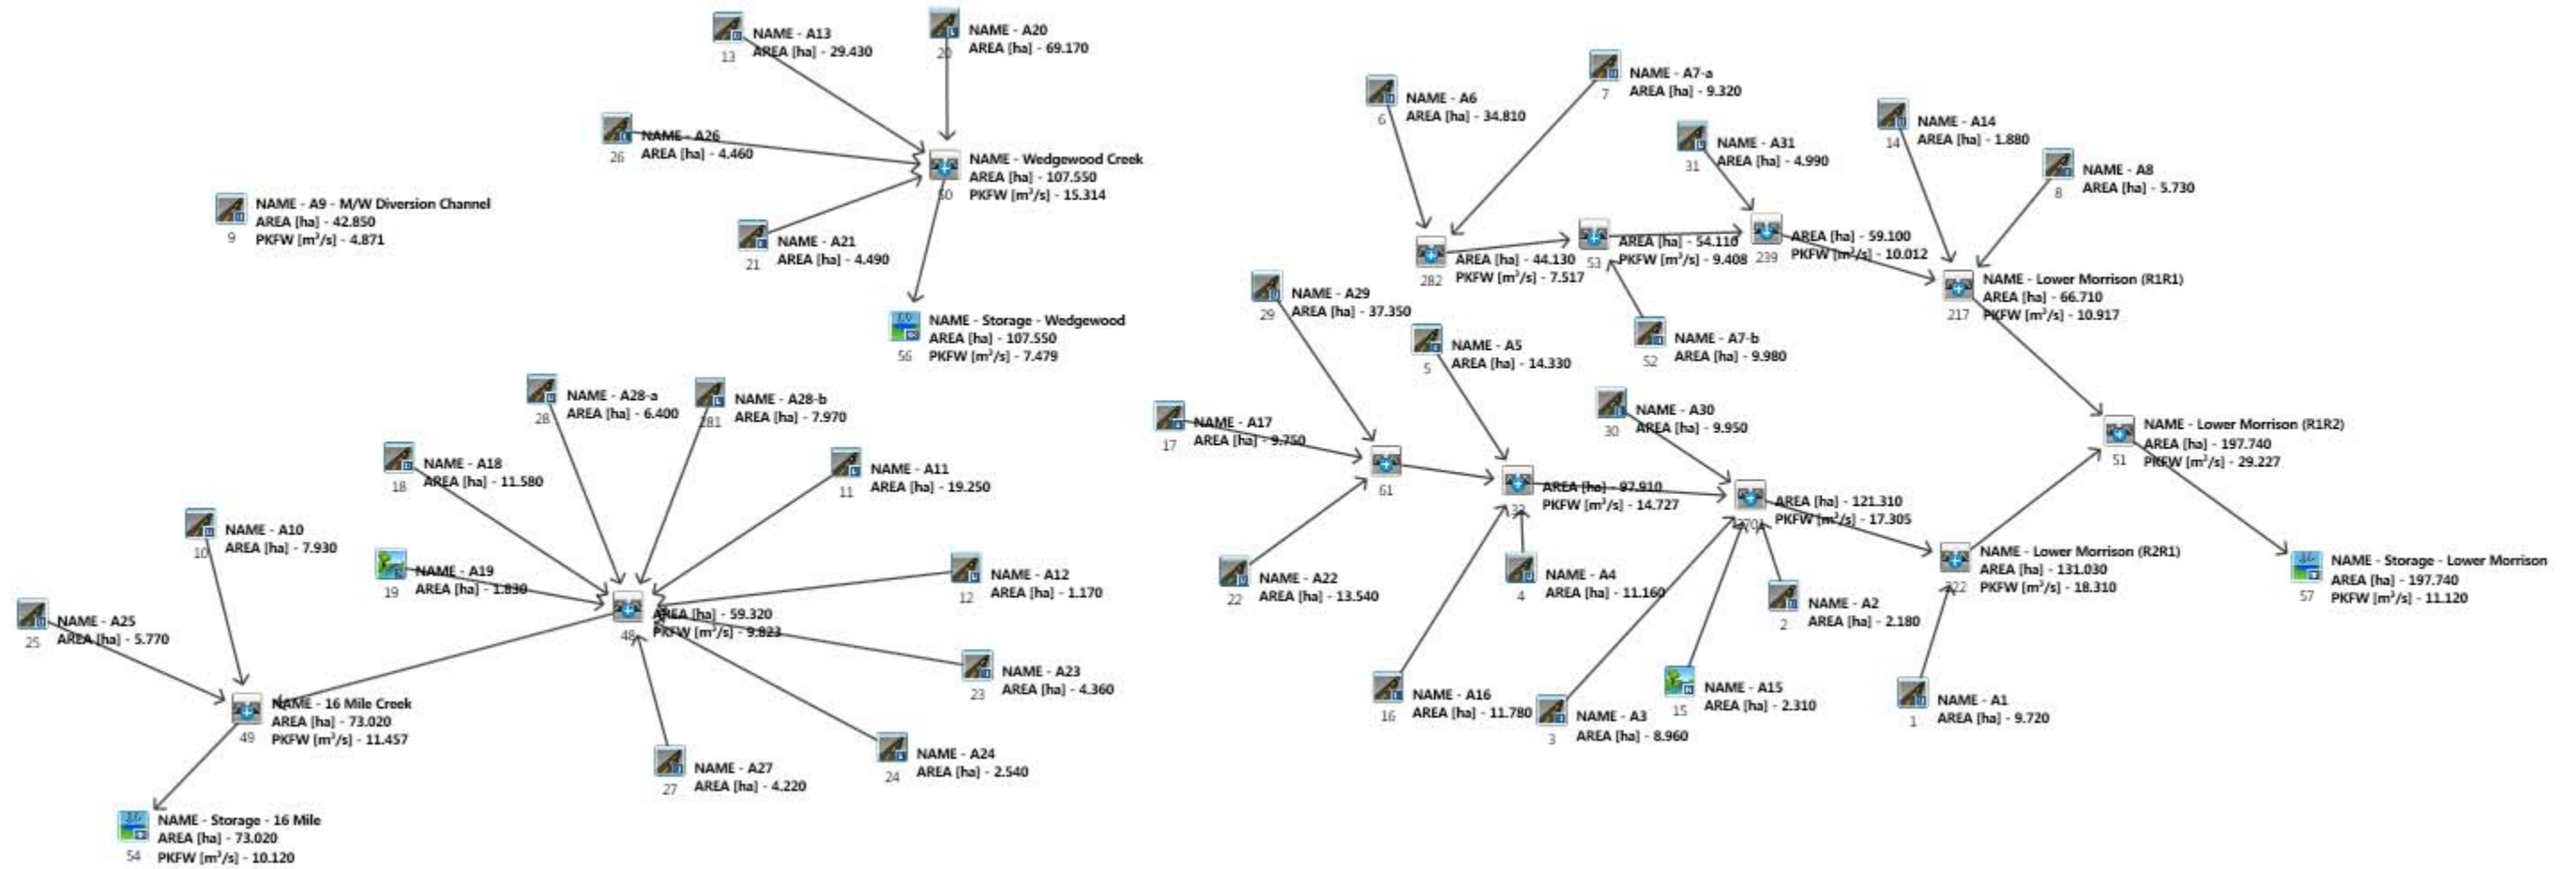 NAME - A13
AREA [ha] - 29.430
13
NAME - A20
AREA [ha] - 69.170
20
NAME - A26
AREA [ha] - 4.460
26
NAME - Wedgewood Creek
AREA [ha] - 107.550
PKFW [m³/s] - 15.314
50
NAME - A9 - M/W Diversion Channel
AREA [ha] - 42.850
PKFW [m³/s] - 4.871
9
NAME - A21
AREA [ha] - 4.490
21
NAME - Storage - Wedgewood
AREA [ha] - 107.550
PKFW [m³/s] - 7.479
56
NAME - A28-a
AREA [ha] - 6.400
28
NAME - A28-b
AREA [ha] - 7.970
281
NAME - A18
AREA [ha] - 11.580
18
NAME - A11
AREA [ha] - 19.250
11
NAME - A10
AREA [ha] - 7.930
10
NAME - A19
AREA [ha] - 1.830
19
NAME - A12
AREA [ha] - 1.170
12
NAME - A25
AREA [ha] - 5.770
25
AREA [ha] - 59.320
PKFW [m³/s] - 9.823
48
NAME - A23
AREA [ha] - 4.360
23
NAME - 16 Mile Creek
AREA [ha] - 73.020
PKFW [m³/s] - 11.457
49
NAME - A27
AREA [ha] - 4.220
27
NAME - A24
AREA [ha] - 2.540
24
NAME - Storage - 16 Mile
AREA [ha] - 73.020
PKFW [m³/s] - 10.120
54
NAME - A6
AREA [ha] - 34.810
6
NAME - A7-a
AREA [ha] - 9.320
7
NAME - A31
AREA [ha] - 4.990
31
NAME - A14
AREA [ha] - 1.880
14
NAME - A8
AREA [ha] - 5.730
8
AREA [ha] - 44.130
PKFW [m³/s] - 7.517
282
AREA [ha] - 54.110
PKFW [m³/s] - 9.408
53
AREA [ha] - 59.100
PKFW [m³/s] - 10.012
239
NAME - Lower Morrison (R1R1)
AREA [ha] - 66.710
PKFW [m³/s] - 10.917
217
NAME - A29
AREA [ha] - 37.350
29
NAME - A5
AREA [ha] - 14.330
5
NAME - A7-b
AREA [ha] - 9.980
52
NAME - A17
AREA [ha] - 9.750
17
NAME - A30
AREA [ha] - 9.950
30
NAME - Lower Morrison (R1R2)
AREA [ha] - 197.740
PKFW [m³/s] - 29.227
51
61
AREA [ha] - 97.910
PKFW [m³/s] - 14.727
AREA [ha] - 121.310
PKFW [m³/s] - 17.305
NAME - A22
AREA [ha] - 13.540
22
NAME - A4
AREA [ha] - 11.160
4
NAME - A2
AREA [ha] - 2.180
2
NAME - Lower Morrison (R2R1)
AREA [ha] - 131.030
PKFW [m³/s] - 18.310
NAME - Storage - Lower Morrison
AREA [ha] - 197.740
PKFW [m³/s] - 11.120
57
NAME - A16
AREA [ha] - 11.780
16
NAME - A3
AREA [ha] - 8.960
3
NAME - A15
AREA [ha] - 2.310
15
NAME - A1
AREA [ha] - 9.720
1